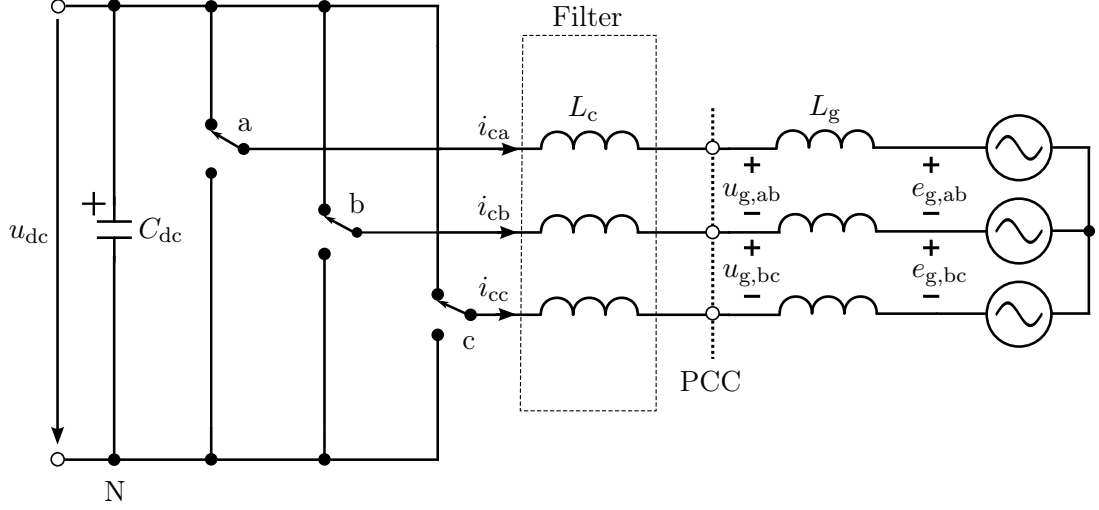 Filter
L_c
L_g
a
i_ca
+
+
+
u_g,ab
e_g,ab
b
i_cb
−
−
u_dc
C_dc
+
+
u_g,bc
e_g,bc
i_cc
−
−
c
PCC
N